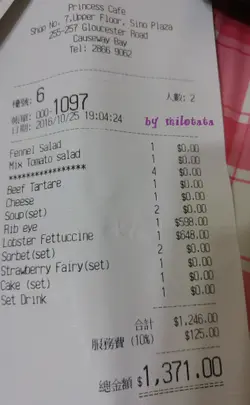 Princess Cafe
Shop No. 7,Upper Floor, Sino Plaza
255-257 Gloucester Road
Causeway Bay
Tel: 2866 9062
檯號: 6 人數: 2
帳單: 000-1097
日期: 2016/10/25 19:04:24
by milotata
Fennel Salad 1 $0.00
Mix Tomato salad 1 $0.00
**************** 4 $0.00
Beef Tartare 1 $0.00
Cheese 1 $0.00
Soup(set) 2 $0.00
Rib eye 1 $598.00
Lobster Fettuccine 1 $648.00
Sorbet(set) 2 $0.00
Strawberry Fairy(set) 1 $0.00
Cake (set) 1 $0.00
Set Drink 1 $0.00
合計 $1,246.00
服務費 (10%) $125.00
總金額 $1,371.00